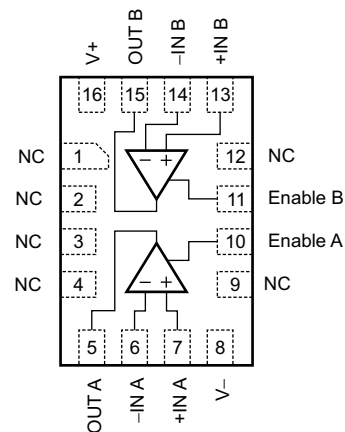 V+
OUT B
−IN B
+IN B
16
15
14
13
NC 1
12 NC
− +
NC 2
11 Enable B
NC 3
10 Enable A
NC 4
9 NC
− +
5
6
7
8
OUT A
−IN A
+IN A
V−